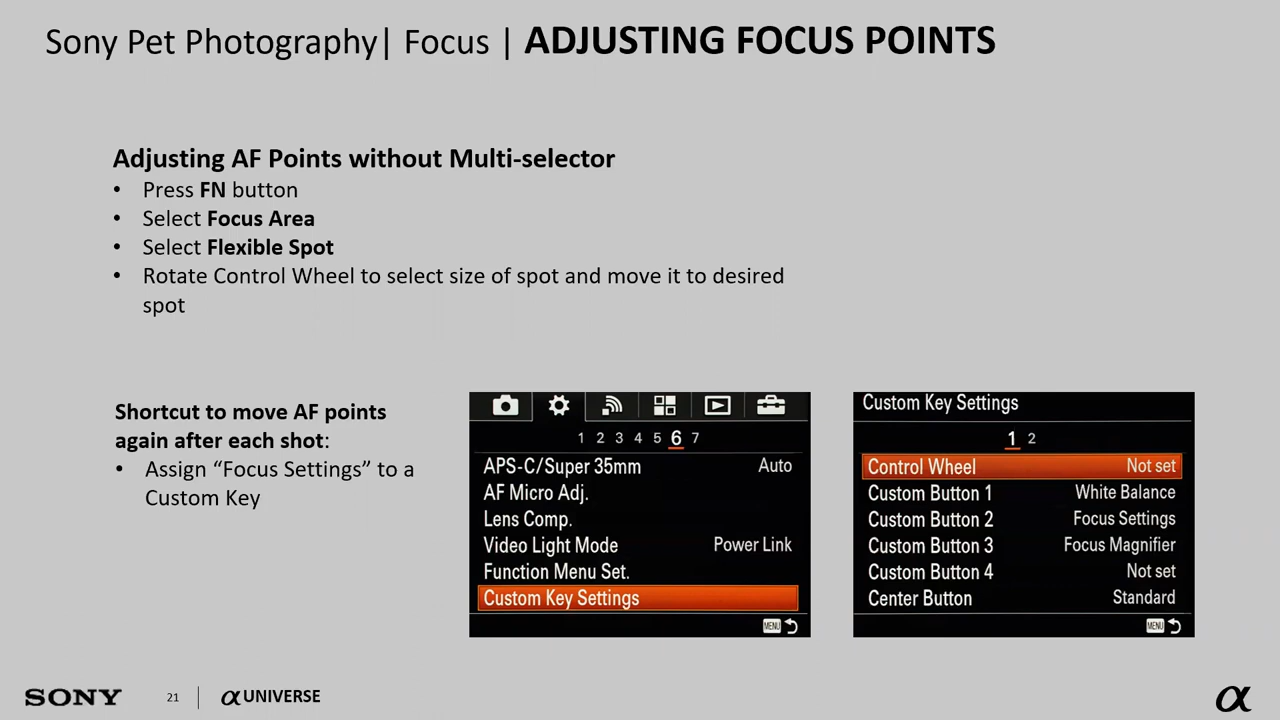 Sony Pet Photography| Focus | ADJUSTING FOCUS POINTS
Adjusting AF Points without Multi-selector
• Press FN button
• Select Focus Area
• Select Flexible Spot
• Rotate Control Wheel to select size of spot and move it to desired
spot
Shortcut to move AF points
again after each shot:
• Assign “Focus Settings” to a
Custom Key
1 2 3 4 5 6 7
APS-C/Super 35mm Auto
AF Micro Adj.
Lens Comp.
Video Light Mode Power Link
Function Menu Set.
Custom Key Settings
MENU
Custom Key Settings
1 2
Control Wheel Not set
Custom Button 1 White Balance
Custom Button 2 Focus Settings
Custom Button 3 Focus Magnifier
Custom Button 4 Not set
Center Button Standard
MENU
SONY 21 α UNIVERSE α